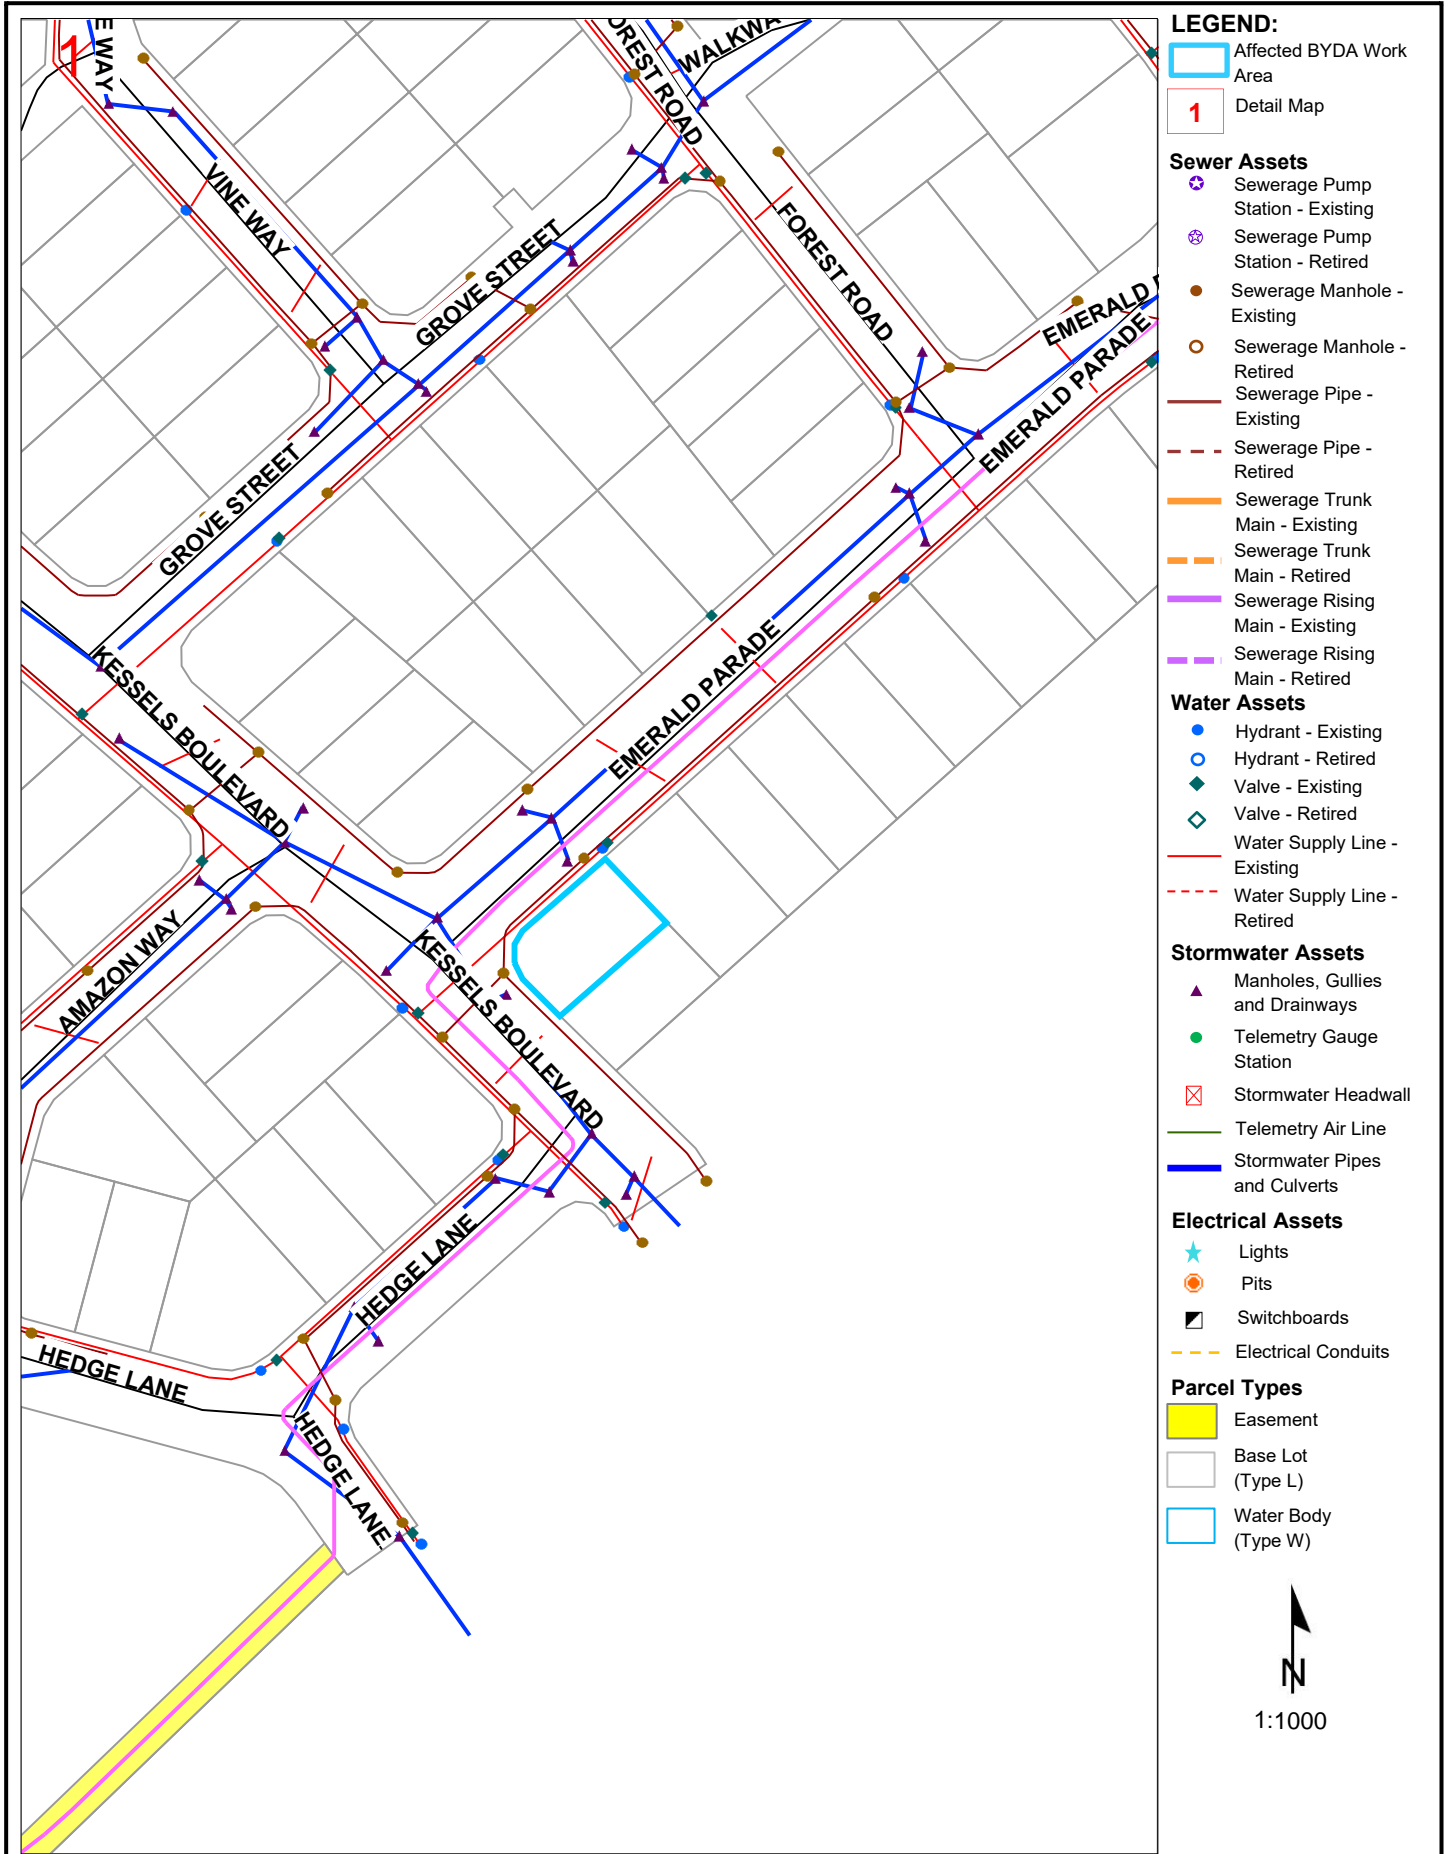 1
E WAY
VINE WAY
FOREST ROAD
WALKWA
GROVE STREET
FOREST ROAD
EMERALD
EMERALD PARADE
GROVE STREET
KESSELS BOULEVARD
EMERALD PARADE
AMAZON WAY
KESSELS BOULEVARD
HEDGE LANE
HEDGE LANE
HEDGE LANE
LEGEND:
Affected BYDA Work
Area
1
Detail Map
Sewer Assets
Sewerage Pump
Station - Existing
Sewerage Pump
Station - Retired
Sewerage Manhole -
Existing
Sewerage Manhole -
Retired
Sewerage Pipe -
Existing
Sewerage Pipe -
Retired
Sewerage Trunk
Main - Existing
Sewerage Trunk
Main - Retired
Sewerage Rising
Main - Existing
Sewerage Rising
Main - Retired
Water Assets
Hydrant - Existing
Hydrant - Retired
Valve - Existing
Valve - Retired
Water Supply Line -
Existing
Water Supply Line -
Retired
Stormwater Assets
Manholes, Gullies
and Drainways
Telemetry Gauge
Station
Stormwater Headwall
Telemetry Air Line
Stormwater Pipes
and Culverts
Electrical Assets
Lights
Pits
Switchboards
Electrical Conduits
Parcel Types
Easement
Base Lot
(Type L)
Water Body
(Type W)
N
1:1000